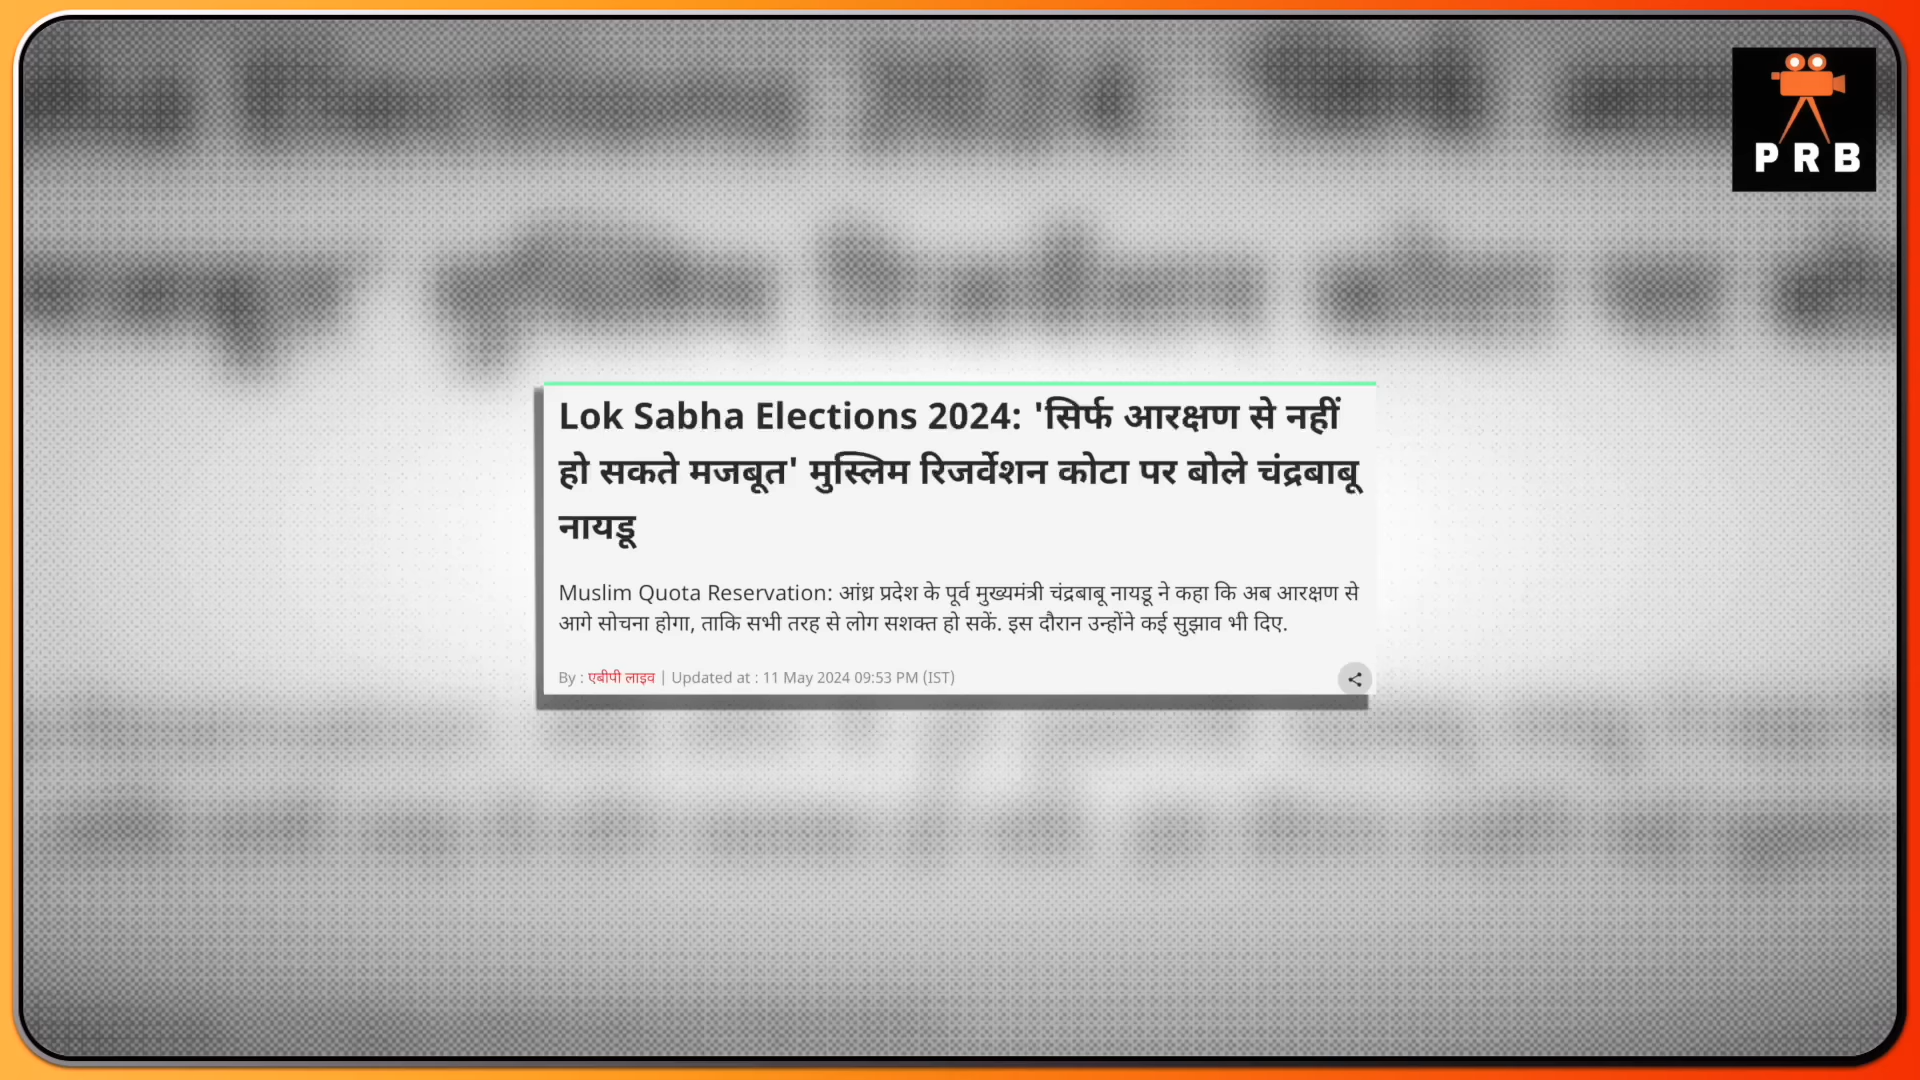 PRB
Lok Sabha Elections 2024: 'सिर्फ आरक्षण से नहीं
हो सकते मजबूत' मुस्लिम रिजर्वेशन कोटा पर बोले चंद्रबाबू
नायडू
Muslim Quota Reservation: आंध्र प्रदेश के पूर्व मुख्यमंत्री चंद्रबाबू नायडू ने कहा कि अब आरक्षण से
आगे सोचना होगा, ताकि सभी तरह से लोग सशक्त हो सकें. इस दौरान उन्होंने कई सुझाव भी दिए.
By : एबीपी लाइव | Updated at : 11 May 2024 09:53 PM (IST)